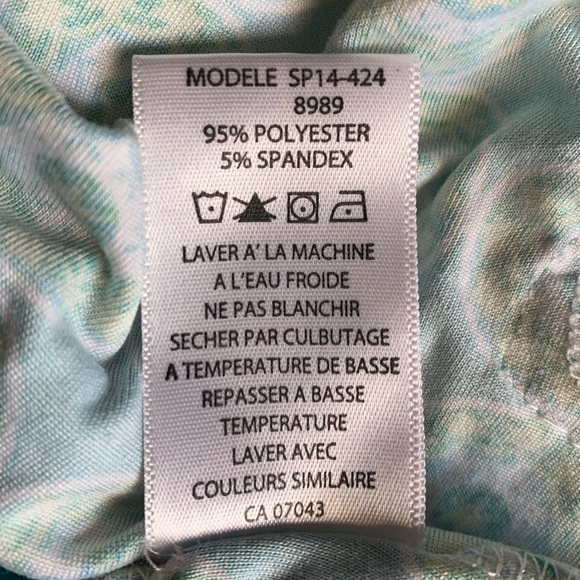 MODELE SP14-424
8989
95% POLYESTER
5% SPANDEX
LAVER A' LA MACHINE
A L'EAU FROIDE
NE PAS BLANCHIR
SECHER PAR CULBUTAGE
A TEMPERATURE DE BASSE
REPASSER A BASSE
TEMPERATURE
LAVER AVEC
COULEURS SIMILAIRE
CA 07043